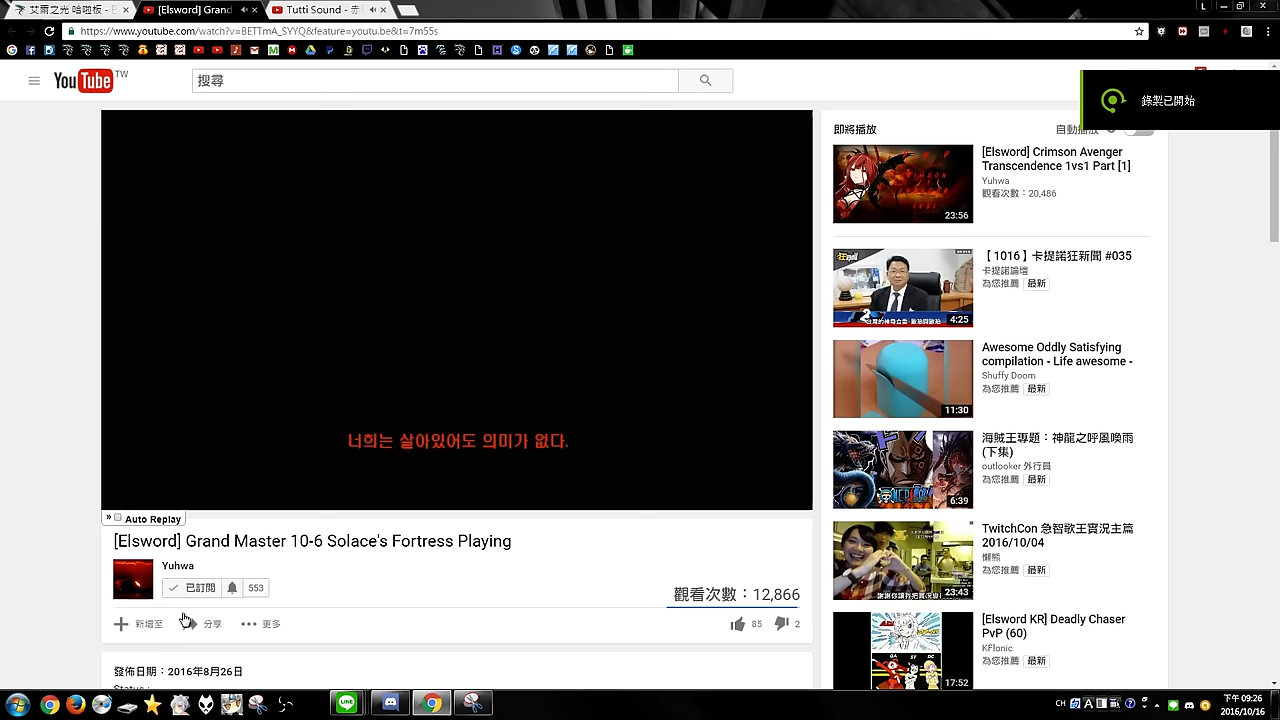 艾爾之光 哈啦板 - E
[Elsword] Grand
Tutti Sound - 赤
https://www.youtube.com/watch?v=BETTmA_SYYQ&feature=youtu.be&t=7m55s
YouTube TW
搜尋
錄製已開始
너희는 살아있어도 의미가 없다.
Auto Replay
[Elsword] Grand Master 10-6 Solace's Fortress Playing
Yuhwa
已訂閱 553
觀看次數：12,866
新增至 分享 更多
85 2
發佈日期：2016年8月26日
即將播放
自動播放
[Elsword] Crimson Avenger
Transcendence 1vs1 Part [1]
Yuhwa
觀看次數：20,486
23:56
【1016】卡提諾狂新聞 #035
卡提諾論壇
為您推薦 最新
4:25
Awesome Oddly Satisfying
compilation - Life awesome -
Shuffy Doom
為您推薦 最新
11:30
海賊王專題：神龍之呼風喚雨
(下集)
outlooker 外行員
為您推薦 最新
6:39
TwitchCon 急智歌王實況主篇
2016/10/04
懶熊
為您推薦 最新
23:43
[Elsword KR] Deadly Chaser
PvP (60)
KFlonic
為您推薦 最新
17:52
CH
下午 09:26
2016/10/16